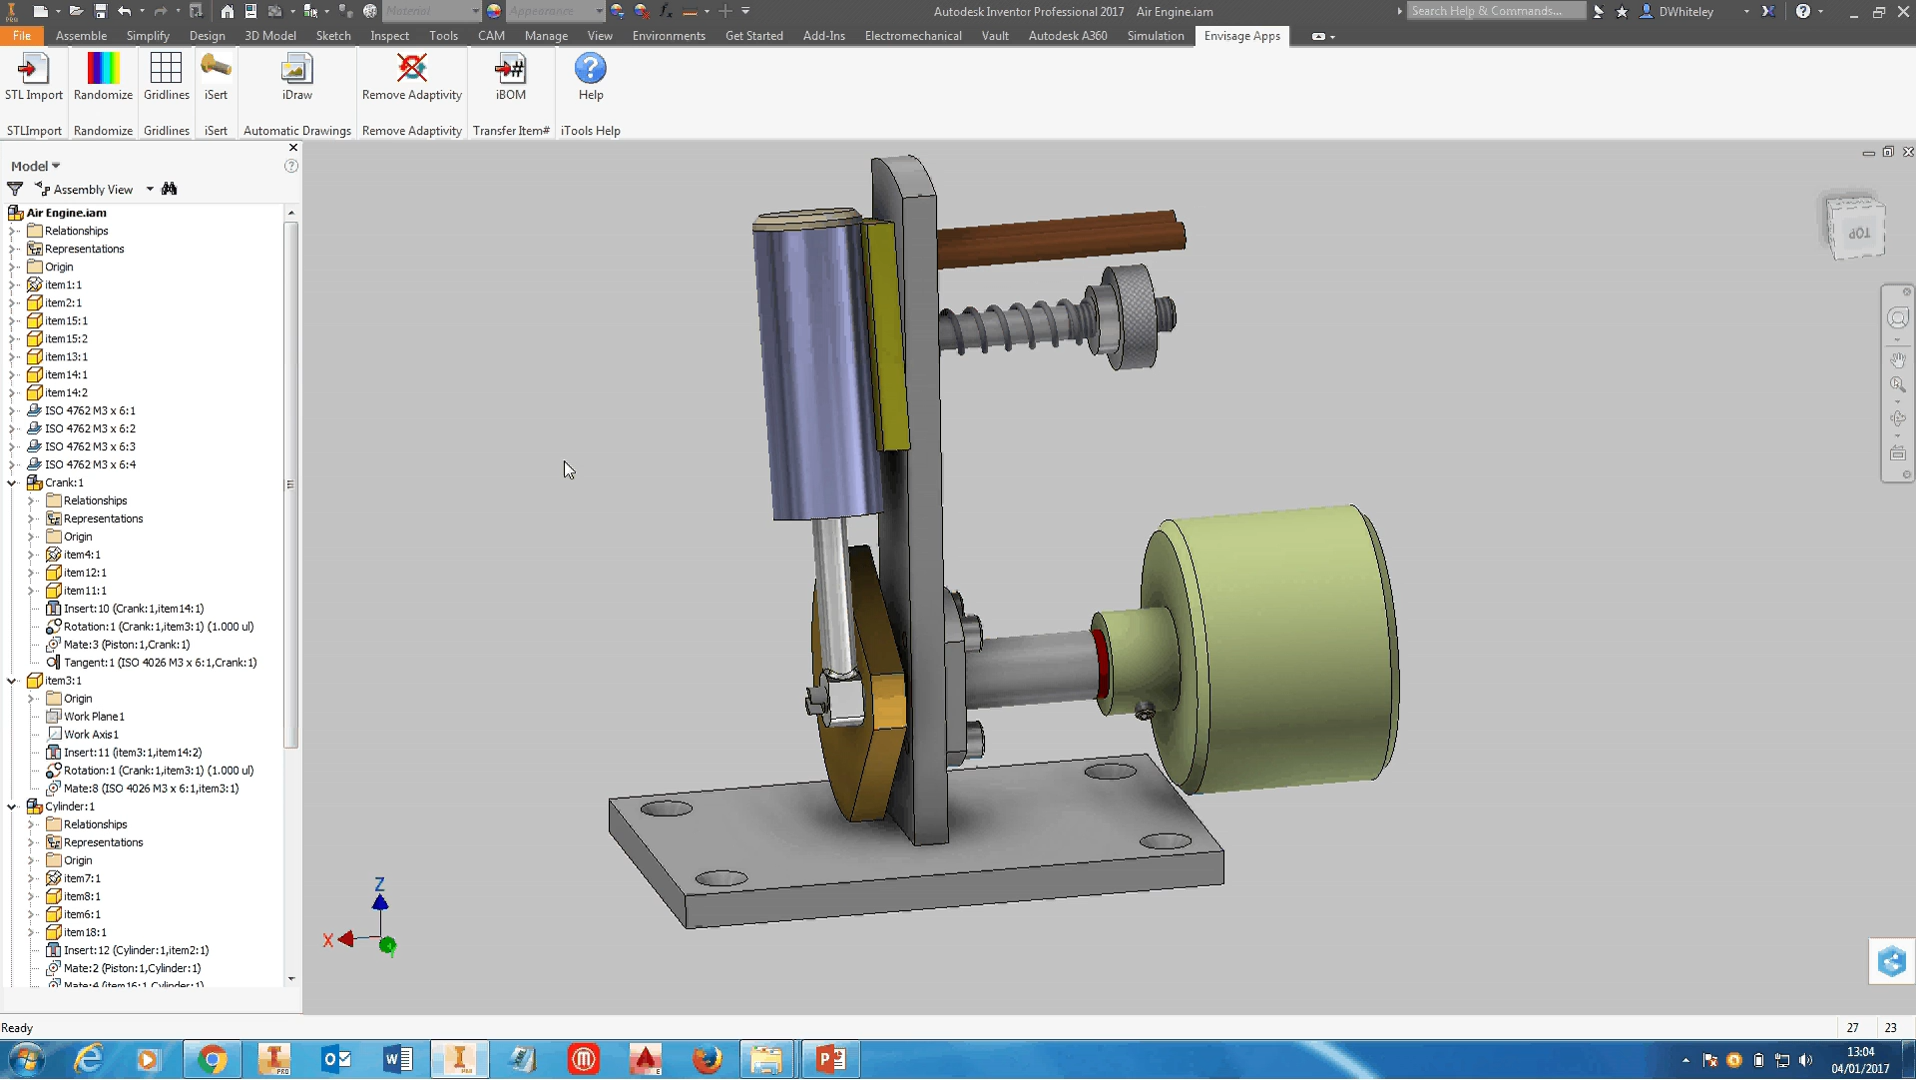 Material
Appearance
Autodesk Inventor Professional 2017 Air Engine.iam
Search Help & Commands...
DWhiteley
PRO
File Assemble Simplify Design 3D Model Sketch Inspect Tools CAM Manage View Environments Get Started Add-Ins Electromechanical Vault Autodesk A360 Simulation Envisage Apps
STL Import Randomize Gridlines iSert iDraw Remove Adaptivity iBOM Help
STLImport Randomize Gridlines iSert Automatic Drawings Remove Adaptivity Transfer Item# iTools Help
Model
Assembly View
Air Engine.iam
Relationships
Representations
Origin
item1:1
item2:1
item15:1
item15:2
item13:1
item14:1
item14:2
ISO 4762 M3 x 6:1
ISO 4762 M3 x 6:2
ISO 4762 M3 x 6:3
ISO 4762 M3 x 6:4
Crank:1
Relationships
Representations
Origin
item4:1
item12:1
item11:1
Insert:10 (Crank:1,item14:1)
Rotation:1 (Crank:1,item3:1) (1.000 ul)
Mate:3 (Piston:1,Crank:1)
Tangent:1 (ISO 4026 M3 x 6:1,Crank:1)
item3:1
Origin
Work Plane1
Work Axis1
Insert:11 (item3:1,item14:2)
Rotation:1 (Crank:1,item3:1) (1.000 ul)
Mate:8 (ISO 4026 M3 x 6:1,item3:1)
Cylinder:1
Relationships
Representations
Origin
item7:1
item8:1
item6:1
item18:1
Insert:12 (Cylinder:1,item2:1)
Mate:2 (Piston:1,Cylinder:1)
Mate:4 (item16:1,Cylinder:1)
TOP
Z
X
Ready
27 23
13:04
04/01/2017